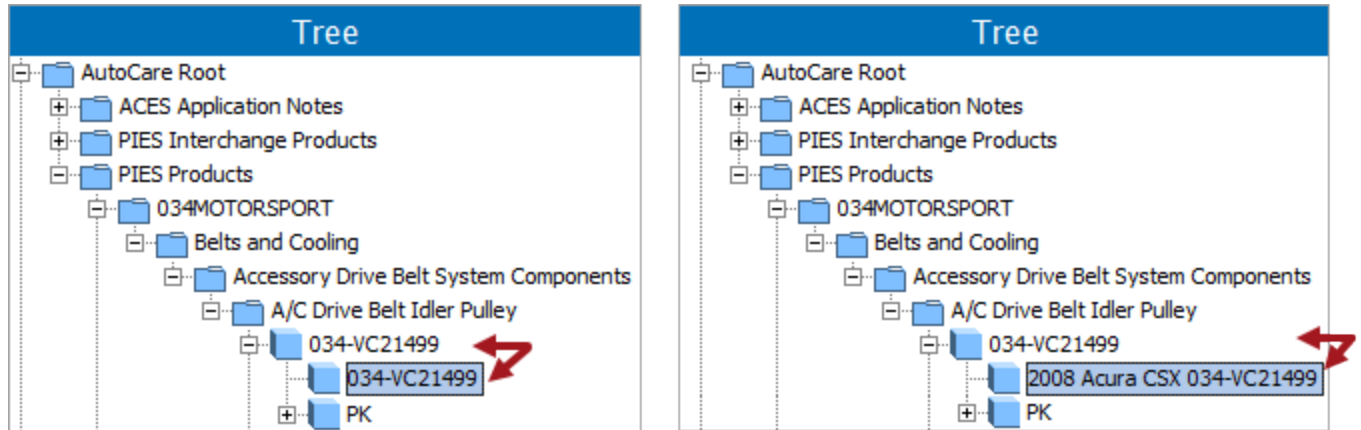 Tree
AutoCare Root
ACES Application Notes
PIES Interchange Products
PIES Products
034MOTORSPORT
Belts and Cooling
Accessory Drive Belt System Components
A/C Drive Belt Idler Pulley
034-VC21499
034-VC21499
PK
Tree
AutoCare Root
ACES Application Notes
PIES Interchange Products
PIES Products
034MOTORSPORT
Belts and Cooling
Accessory Drive Belt System Components
A/C Drive Belt Idler Pulley
034-VC21499
2008 Acura CSX 034-VC21499
PK